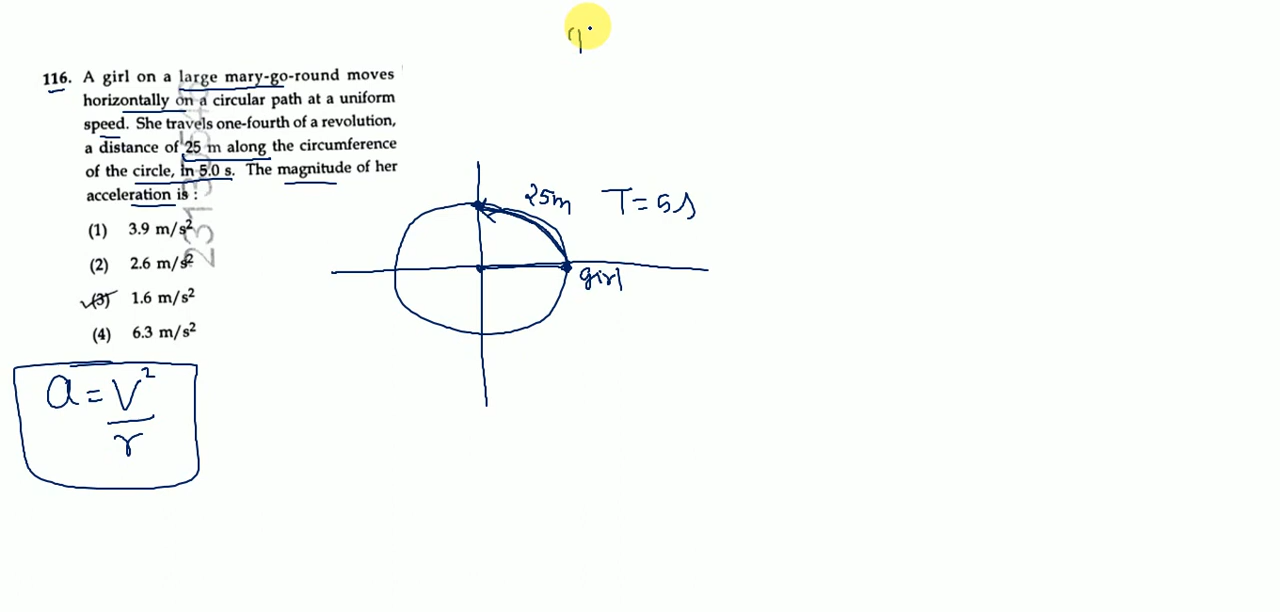 116. A girl on a large mary-go-round moves
horizontally on a circular path at a uniform
speed. She travels one-fourth of a revolution,
a distance of 25 m along the circumference
of the circle, in 5.0 s. The magnitude of her
acceleration is :
(1) 3.9 m/s²
(2) 2.6 m/s²
(3) 1.6 m/s²
(4) 6.3 m/s²
a = v²/r
25m T = 5s
girl